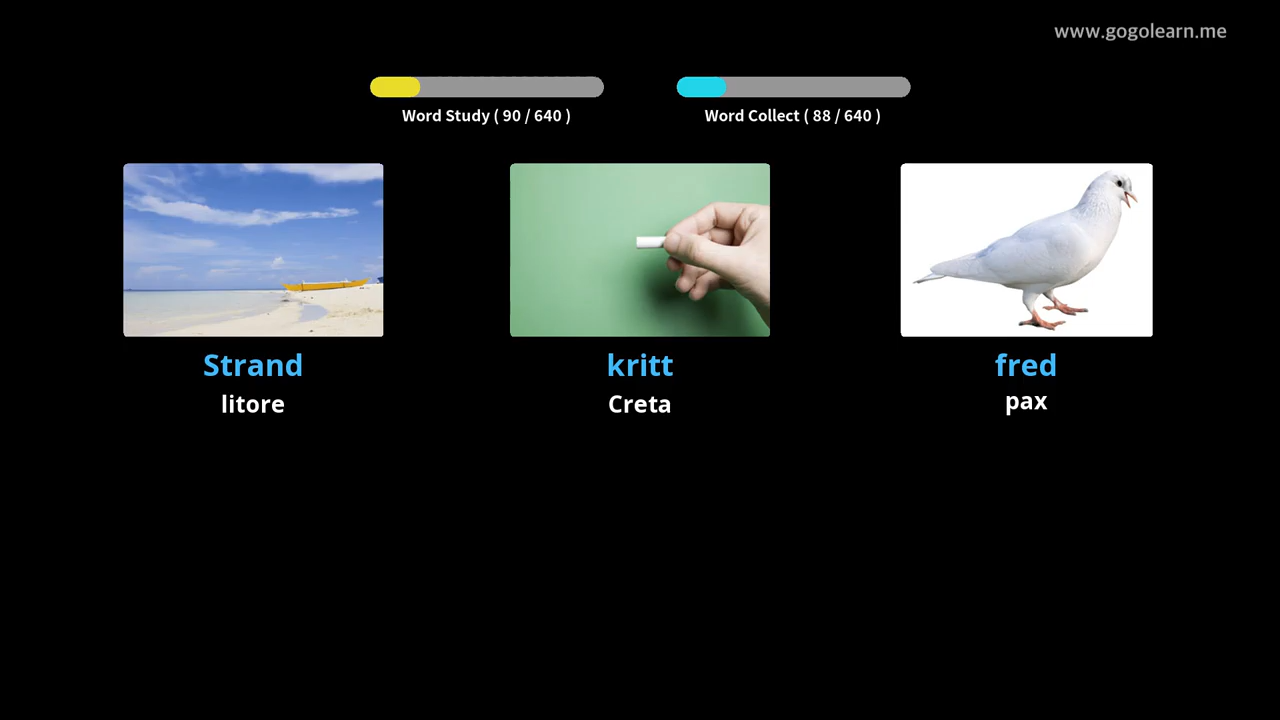 www.gogolearn.me
Word Study ( 90 / 640 )
Word Collect ( 88 / 640 )
Strand
litore
kritt
Creta
fred
pax